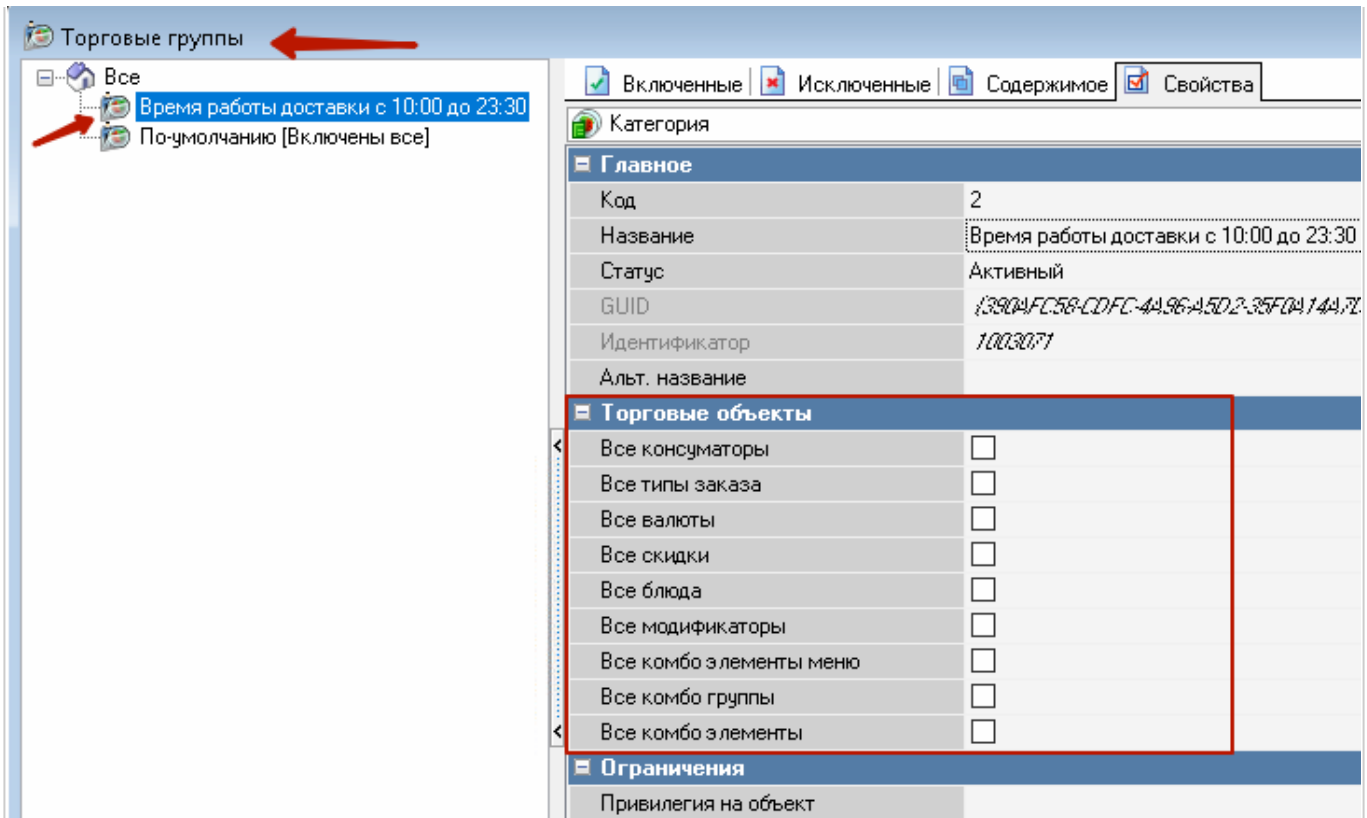 Торговые группы
Все
Время работы доставки с 10:00 до 23:30
По-умолчанию [Включены все]
Включенные Исключенные Содержимое Свойства
Категория
Главное
Код 2
Название Время работы доставки с 10:00 до 23:30
Статус Активный
GUID
Идентификатор 1003071
Альт. название
Торговые объекты
Все консуматоры
Все типы заказа
Все валюты
Все скидки
Все блюда
Все модификаторы
Все комбо элементы меню
Все комбо группы
Все комбо элементы
Ограничения
Привилегия на объект